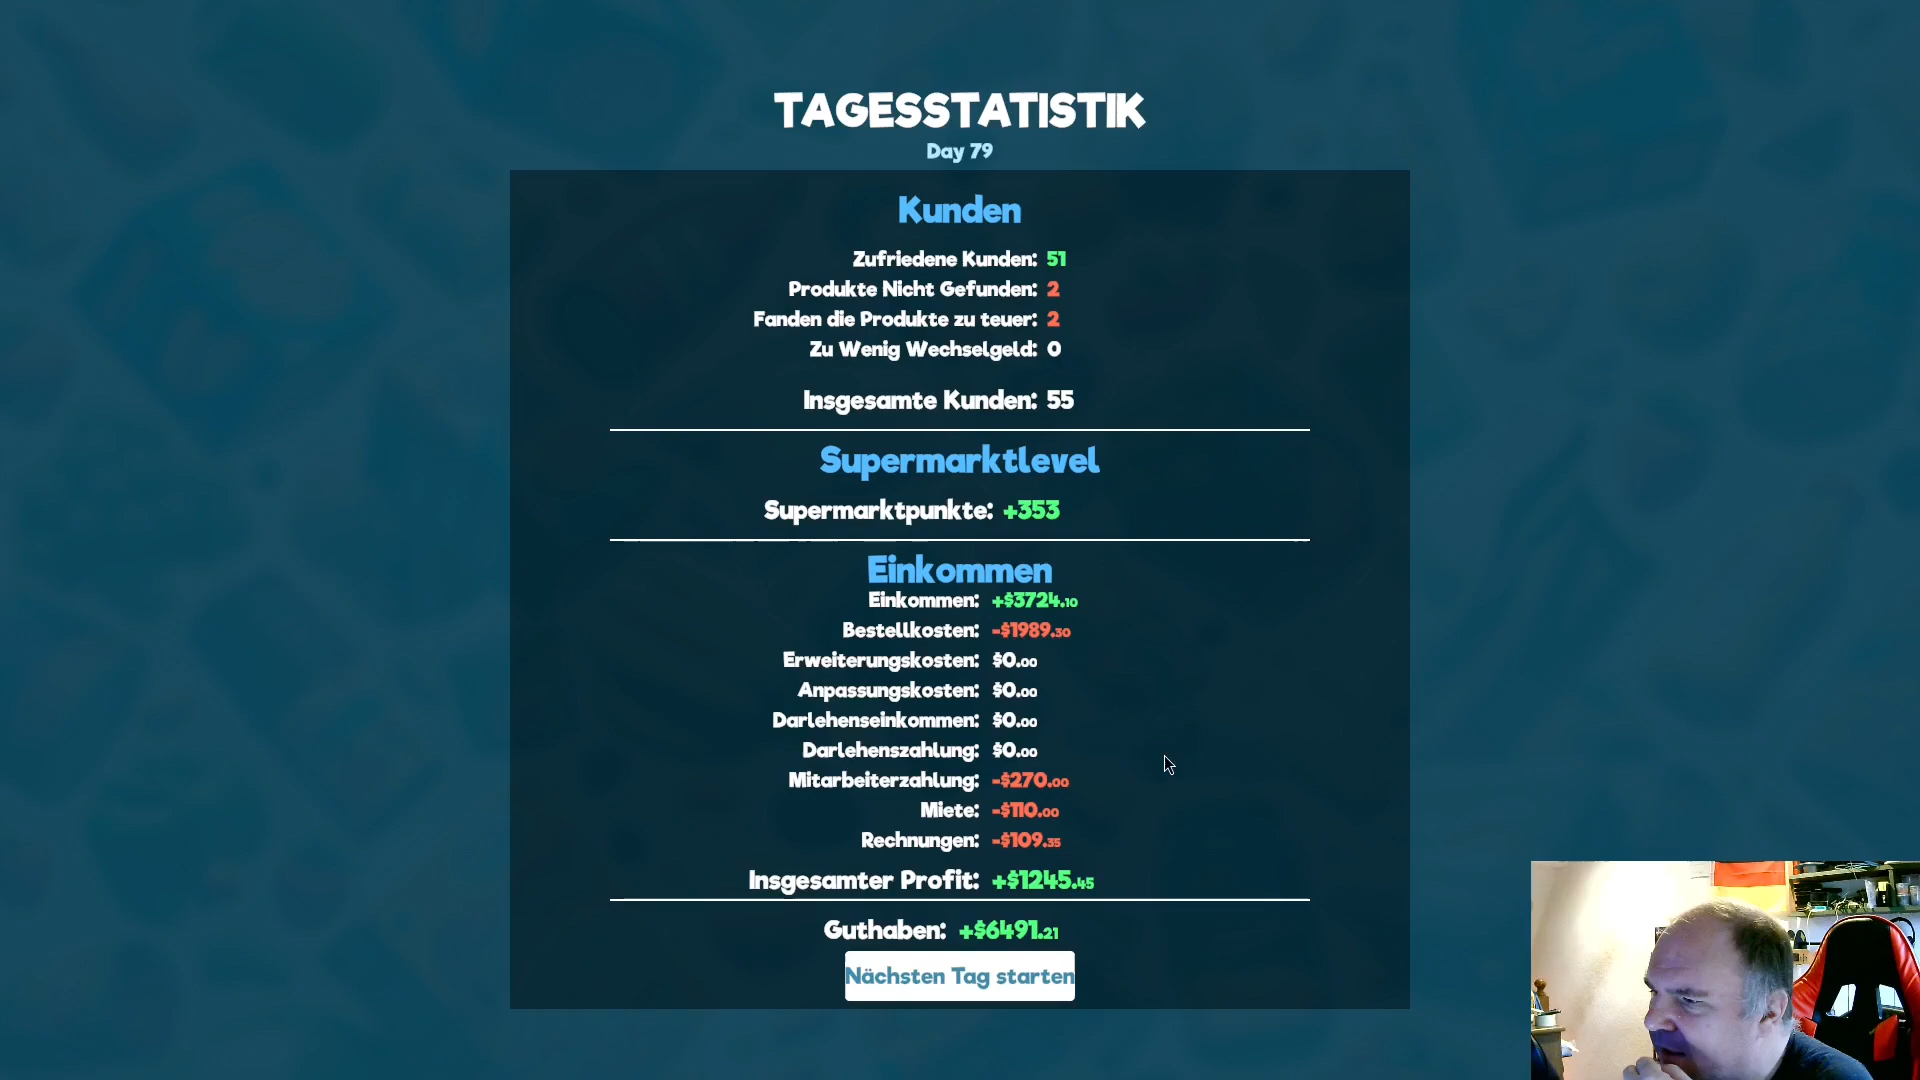 TAGESSTATISTIK
Day 79
Kunden
Zufriedene Kunden: 51
Produkte Nicht Gefunden: 2
Fanden die Produkte zu teuer: 2
Zu Wenig Wechselgeld: 0
Insgesamte Kunden: 55
Supermarktlevel
Supermarktpunkte: +353
Einkommen
Einkommen: +$3724.10
Bestellkosten: -$1989.30
Erweiterungskosten: $0.00
Anpassungskosten: $0.00
Darlehenseinkommen: $0.00
Darlehenszahlung: $0.00
Mitarbeiterzahlung: -$270.00
Miete: -$110.00
Rechnungen: -$109.35
Insgesamter Profit: +$1245.45
Guthaben: +$6491.21
Nächsten Tag starten